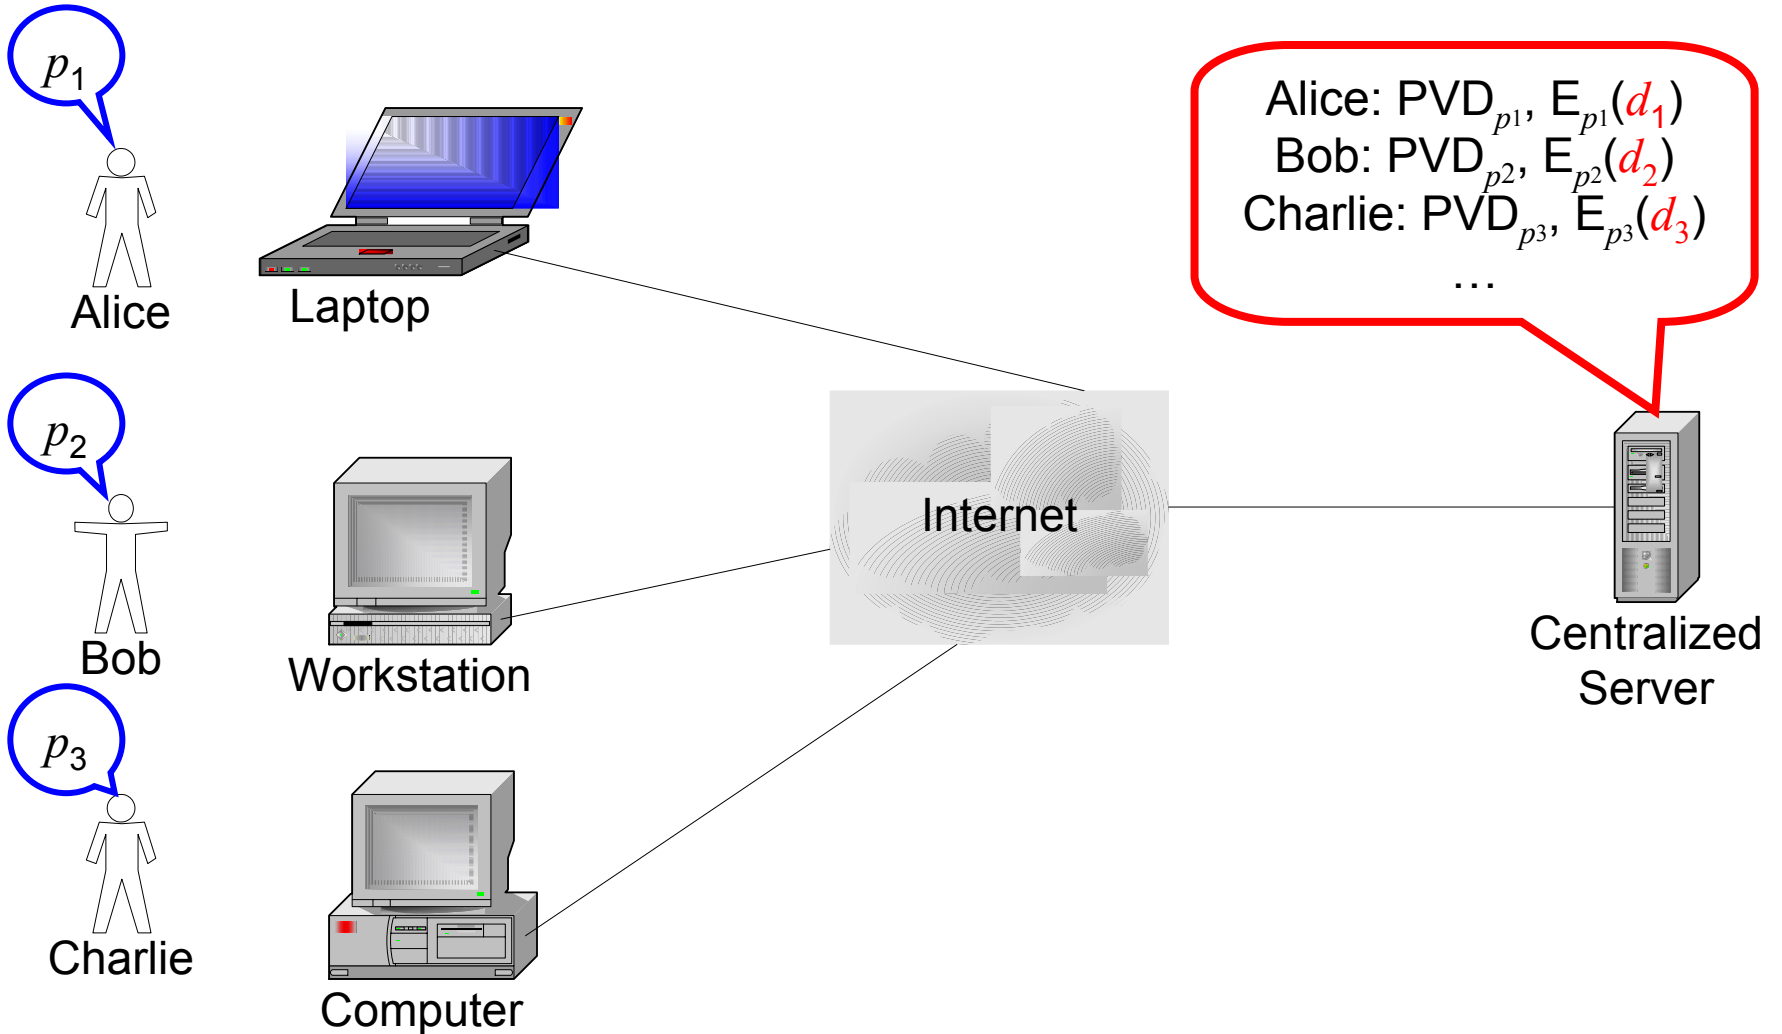 p1
Alice
Laptop
p2
Bob
Workstation
p3
Charlie
Computer
Internet
Alice: PVDp1, Ep1(d1)
Bob: PVDp2, Ep2(d2)
Charlie: PVDp3, Ep3(d3)
…
Centralized
Server